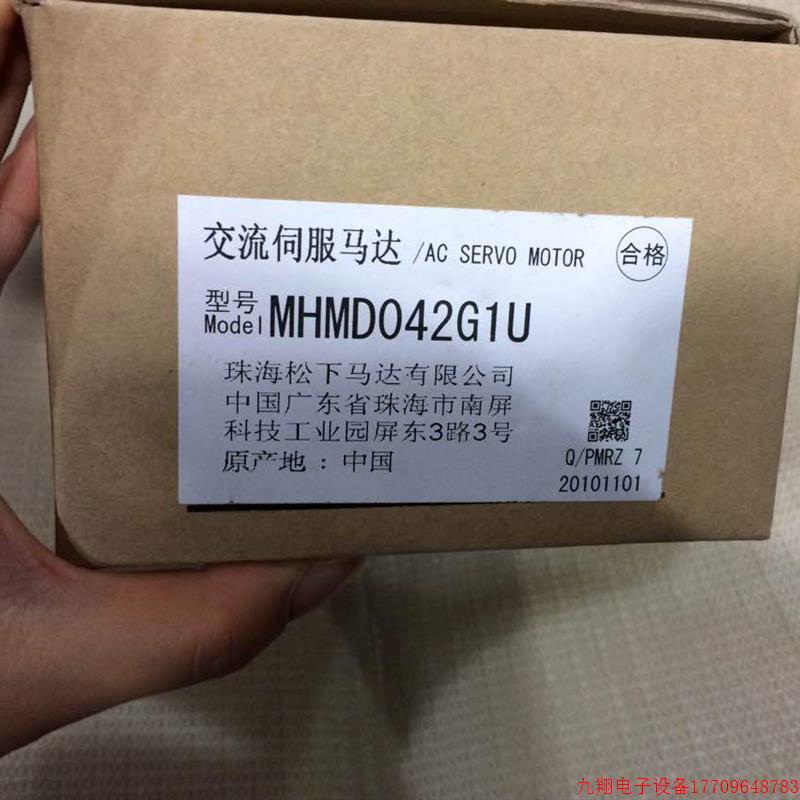 交流伺服马达 /AC SERVO MOTOR 合格
型号
Model MHMD042G1U
珠海松下马达有限公司
中国广东省珠海市南屏
科技工业园屏东3路3号
原产地：中国
Q/PMRZ 7
20101101
九翔电子设备17709648783